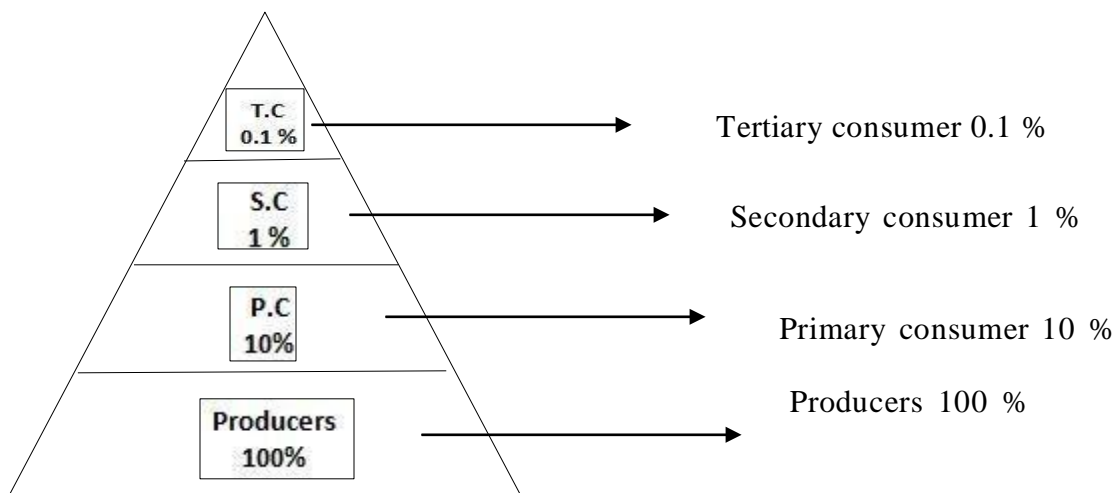 T.C
0.1 %
Tertiary consumer 0.1 %
S.C
1 %
Secondary consumer 1 %
P.C
10%
Primary consumer 10 %
Producers 100 %
Producers
100%